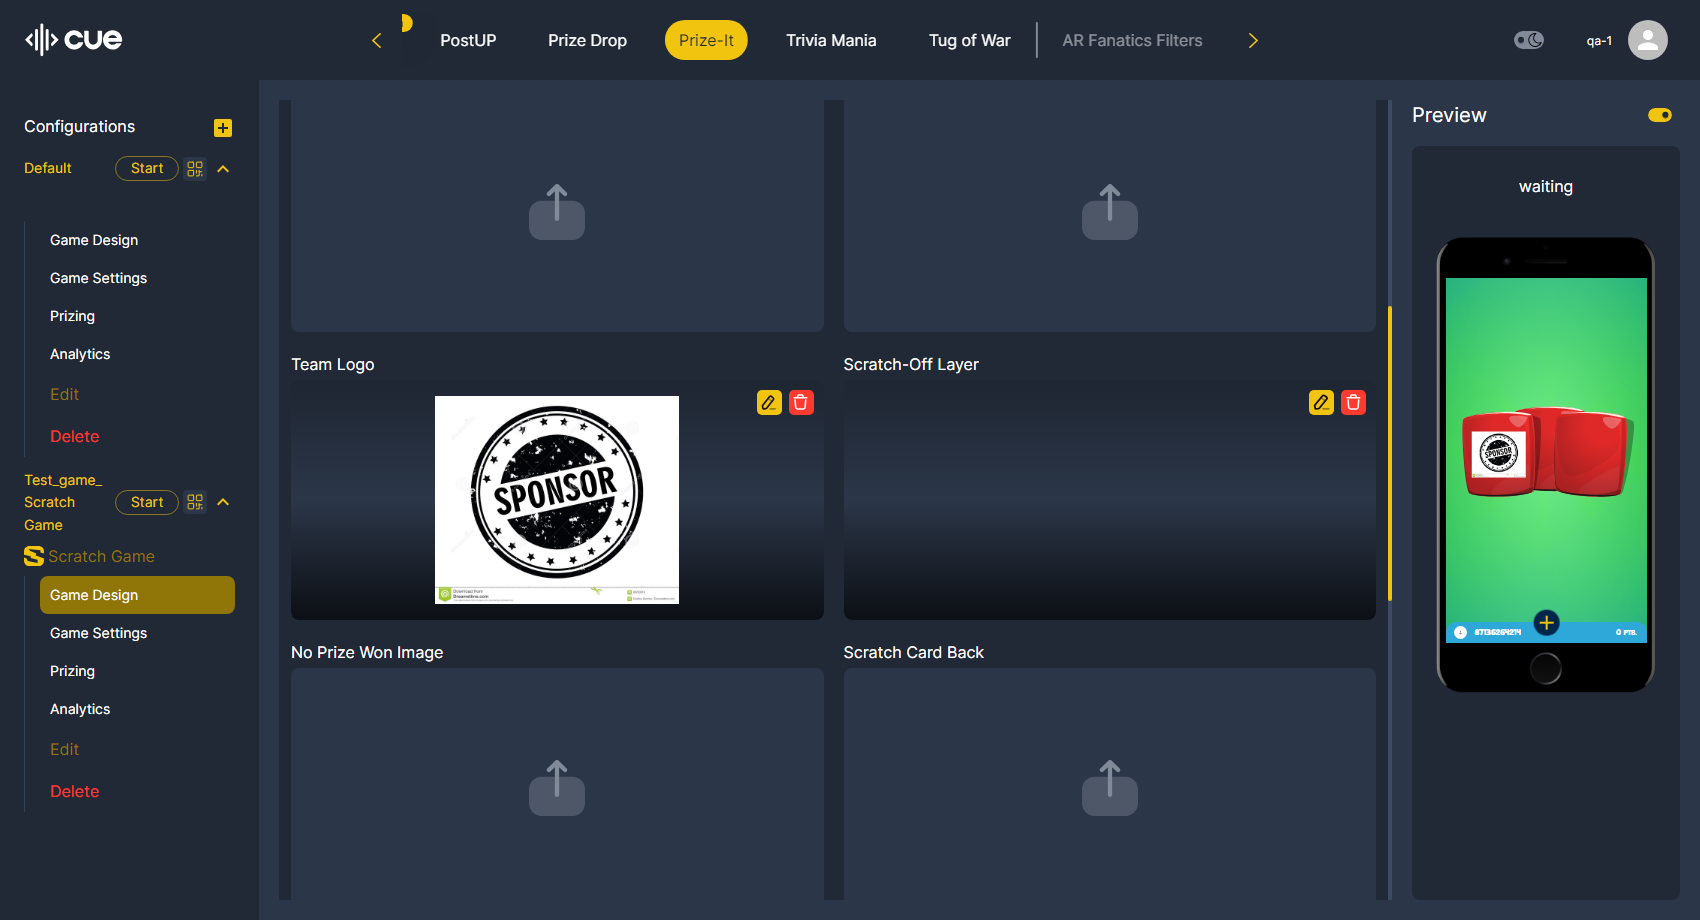 cue
PostUP
Prize Drop
Prize-It
Trivia Mania
Tug of War
AR Fanatics Filters
qa-1
Configurations
Default
Start
Game Design
Game Settings
Prizing
Analytics
Edit
Delete
Test_game_
Scratch
Game
Start
Scratch Game
Game Design
Game Settings
Prizing
Analytics
Edit
Delete
Team Logo
Scratch-Off Layer
SPONSOR
No Prize Won Image
Scratch Card Back
Preview
waiting
SPONSOR
0 PTS.